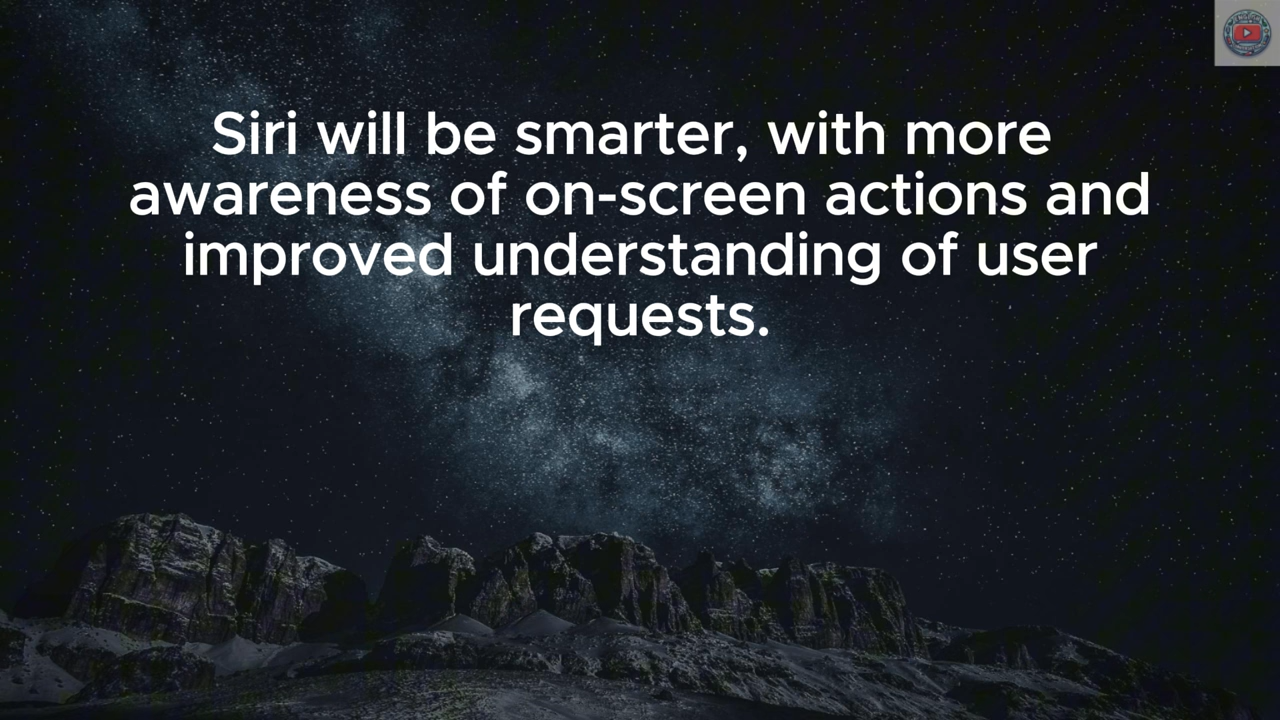 Siri will be smarter, with more
awareness of on-screen actions and
improved understanding of user
requests.